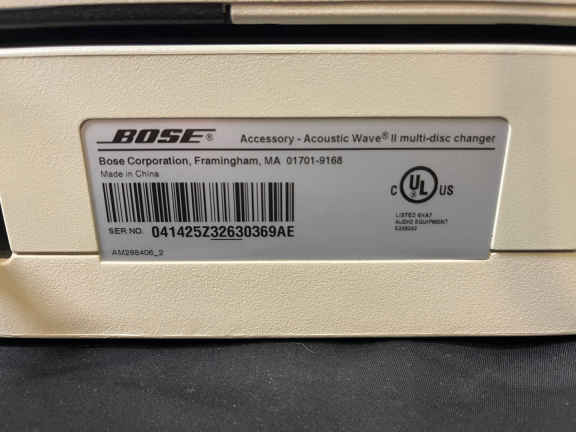 BOSE® Accessory - Acoustic Wave® II multi-disc changer
Bose Corporation, Framingham, MA 01701-9168
Made in China
C UL® US
LISTED 6XA7
AUDIO EQUIPMENT
SER NO. 041425Z32630369AE
AM298406_2